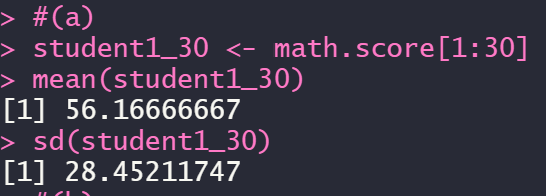 > #(a)
> student1_30 <- math.score[1:30]
> mean(student1_30)
[1] 56.16666667
> sd(student1_30)
[1] 28.45211747